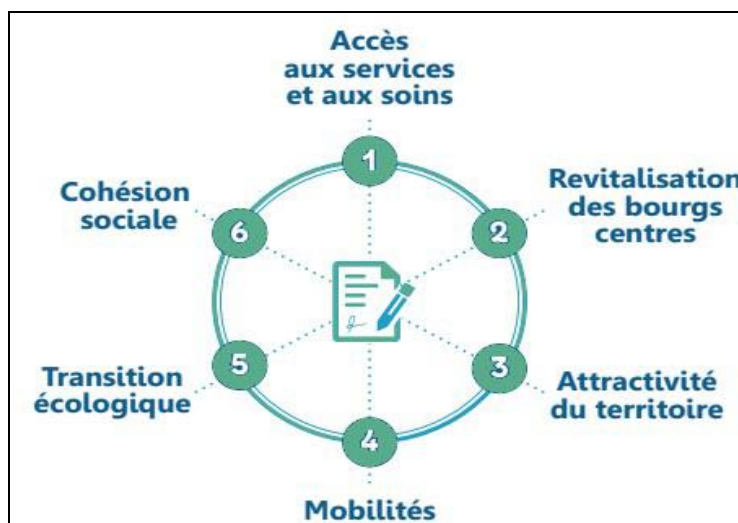 Accès
aux services
et aux soins
1
Revitalisation
des bourgs
centres
2
Attractivité
du territoire
3
Mobilités
4
Transition
écologique
5
Cohésion
sociale
6